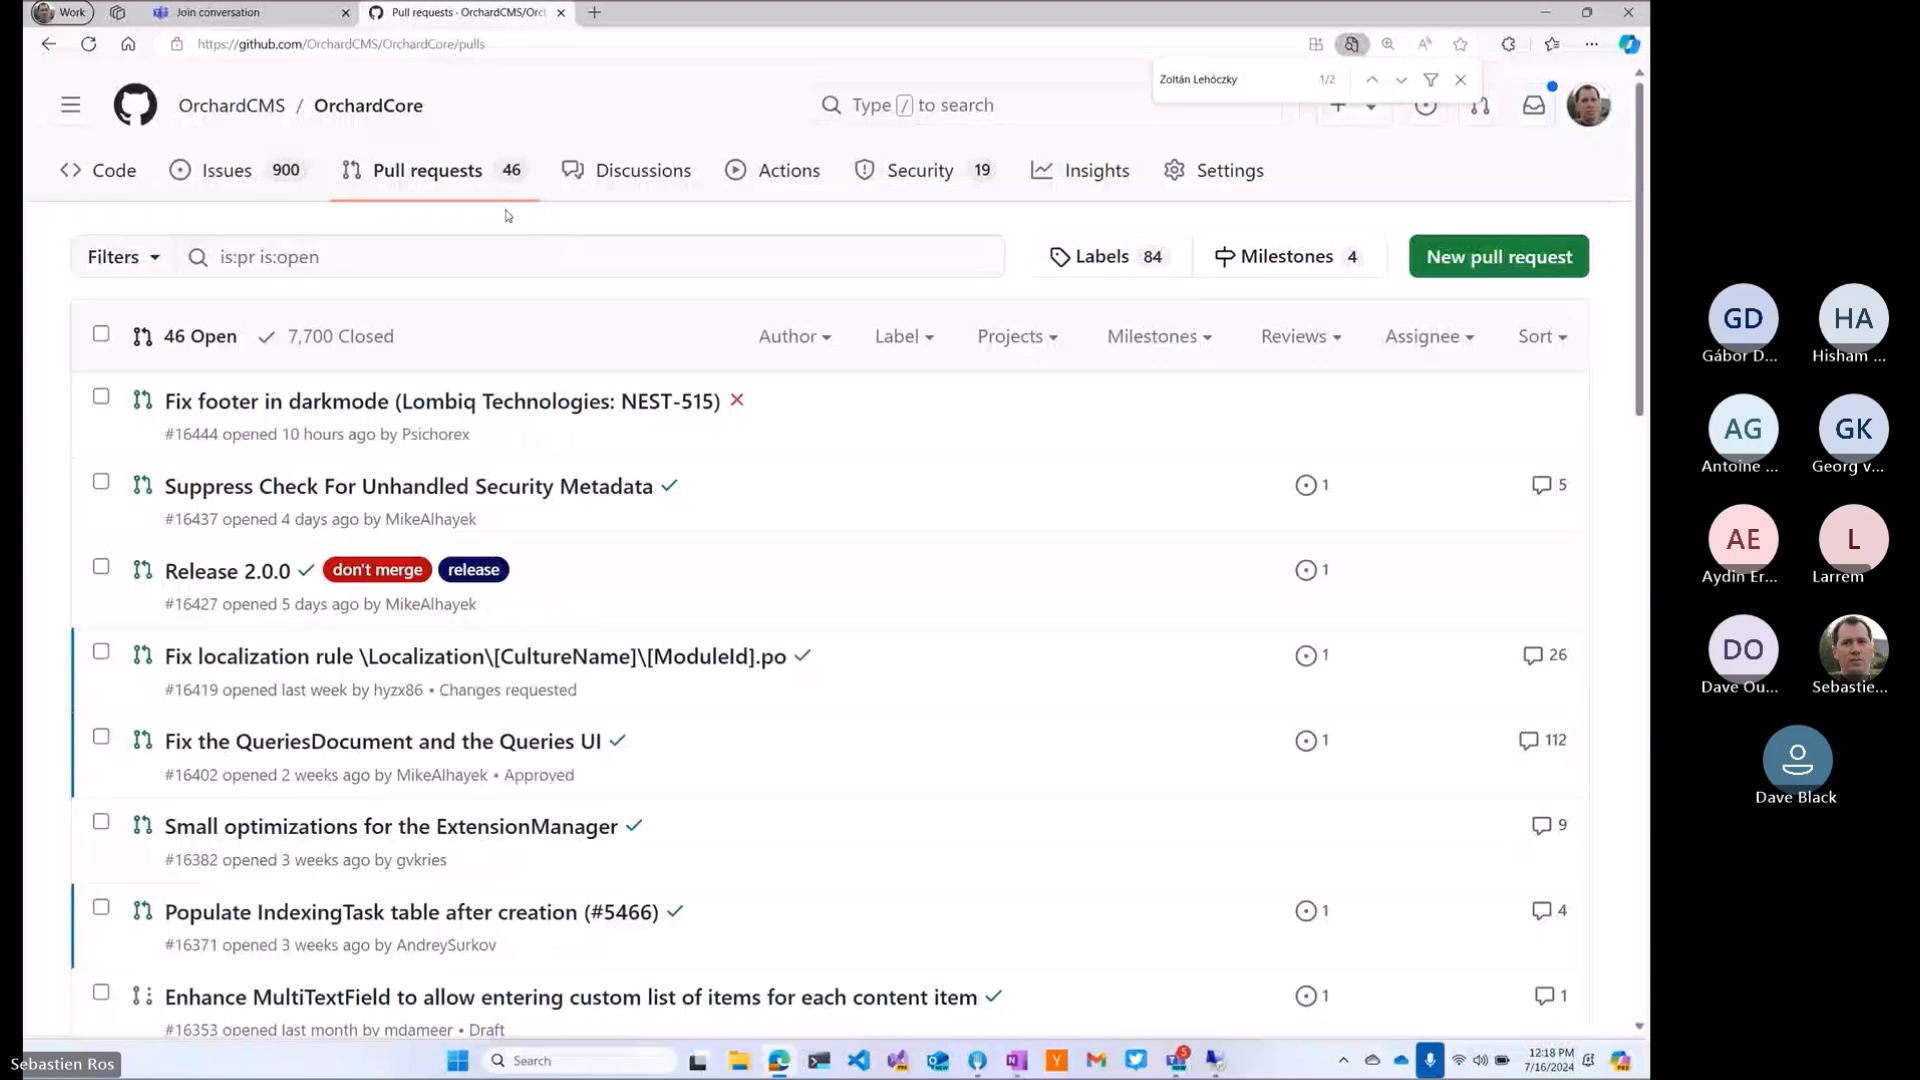 Work
Join conversation
Pull requests · OrchardCMS/Orc
https://github.com/OrchardCMS/OrchardCore/pulls
Zoltán Lehóczky
1/2
OrchardCMS / OrchardCore
Type / to search
Code
Issues 900
Pull requests 46
Discussions
Actions
Security 19
Insights
Settings
Filters
is:pr is:open
Labels 84
Milestones 4
New pull request
46 Open
7,700 Closed
Author
Label
Projects
Milestones
Reviews
Assignee
Sort
Fix footer in darkmode (Lombiq Technologies: NEST-515)
#16444 opened 10 hours ago by Psichorex
Suppress Check For Unhandled Security Metadata
1
5
#16437 opened 4 days ago by MikeAlhayek
Release 2.0.0 don't merge release
1
#16427 opened 5 days ago by MikeAlhayek
Fix localization rule \Localization\[CultureName]\[ModuleId].po
1
26
#16419 opened last week by hyzx86 • Changes requested
Fix the QueriesDocument and the Queries UI
1
112
#16402 opened 2 weeks ago by MikeAlhayek • Approved
Small optimizations for the ExtensionManager
9
#16382 opened 3 weeks ago by gvkries
Populate IndexingTask table after creation (#5466)
1
4
#16371 opened 3 weeks ago by AndreySurkov
Enhance MultiTextField to allow entering custom list of items for each content item
1
1
#16353 opened last month by mdameer • Draft
Sebastien Ros
Search
5
12:18 PM
7/16/2024
GD
Gábor D...
HA
Hisham ...
AG
Antoine ...
GK
Georg v...
AE
Aydin Er...
L
Larrem
DO
Dave Ou...
Sebastie...
Dave Black